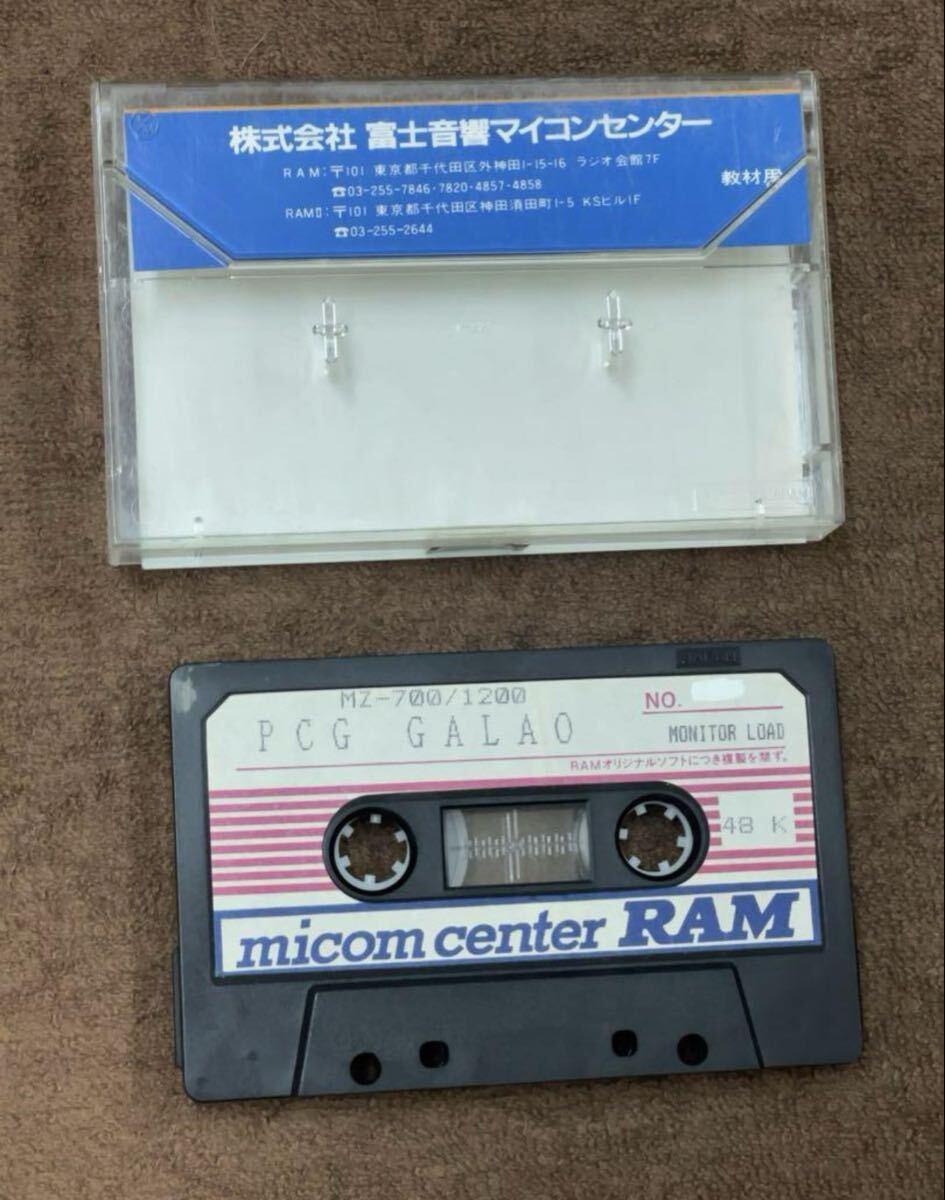 株式会社 富士音響マイコンセンター
RAM:〒101 東京都千代田区外神田1-15-16 ラジオ会館7F
☎03-255-7846・7820・4857・4858
RAMⅡ:〒101 東京都千代田区神田須田町1-5 KSビル1F
☎03-255-2644
教材用
MZ-700/1200
PCG GALAO
NO.
MONITOR LOAD
RAMオリジナルソフトにつき複製を禁ず。
48 K
micom center RAM